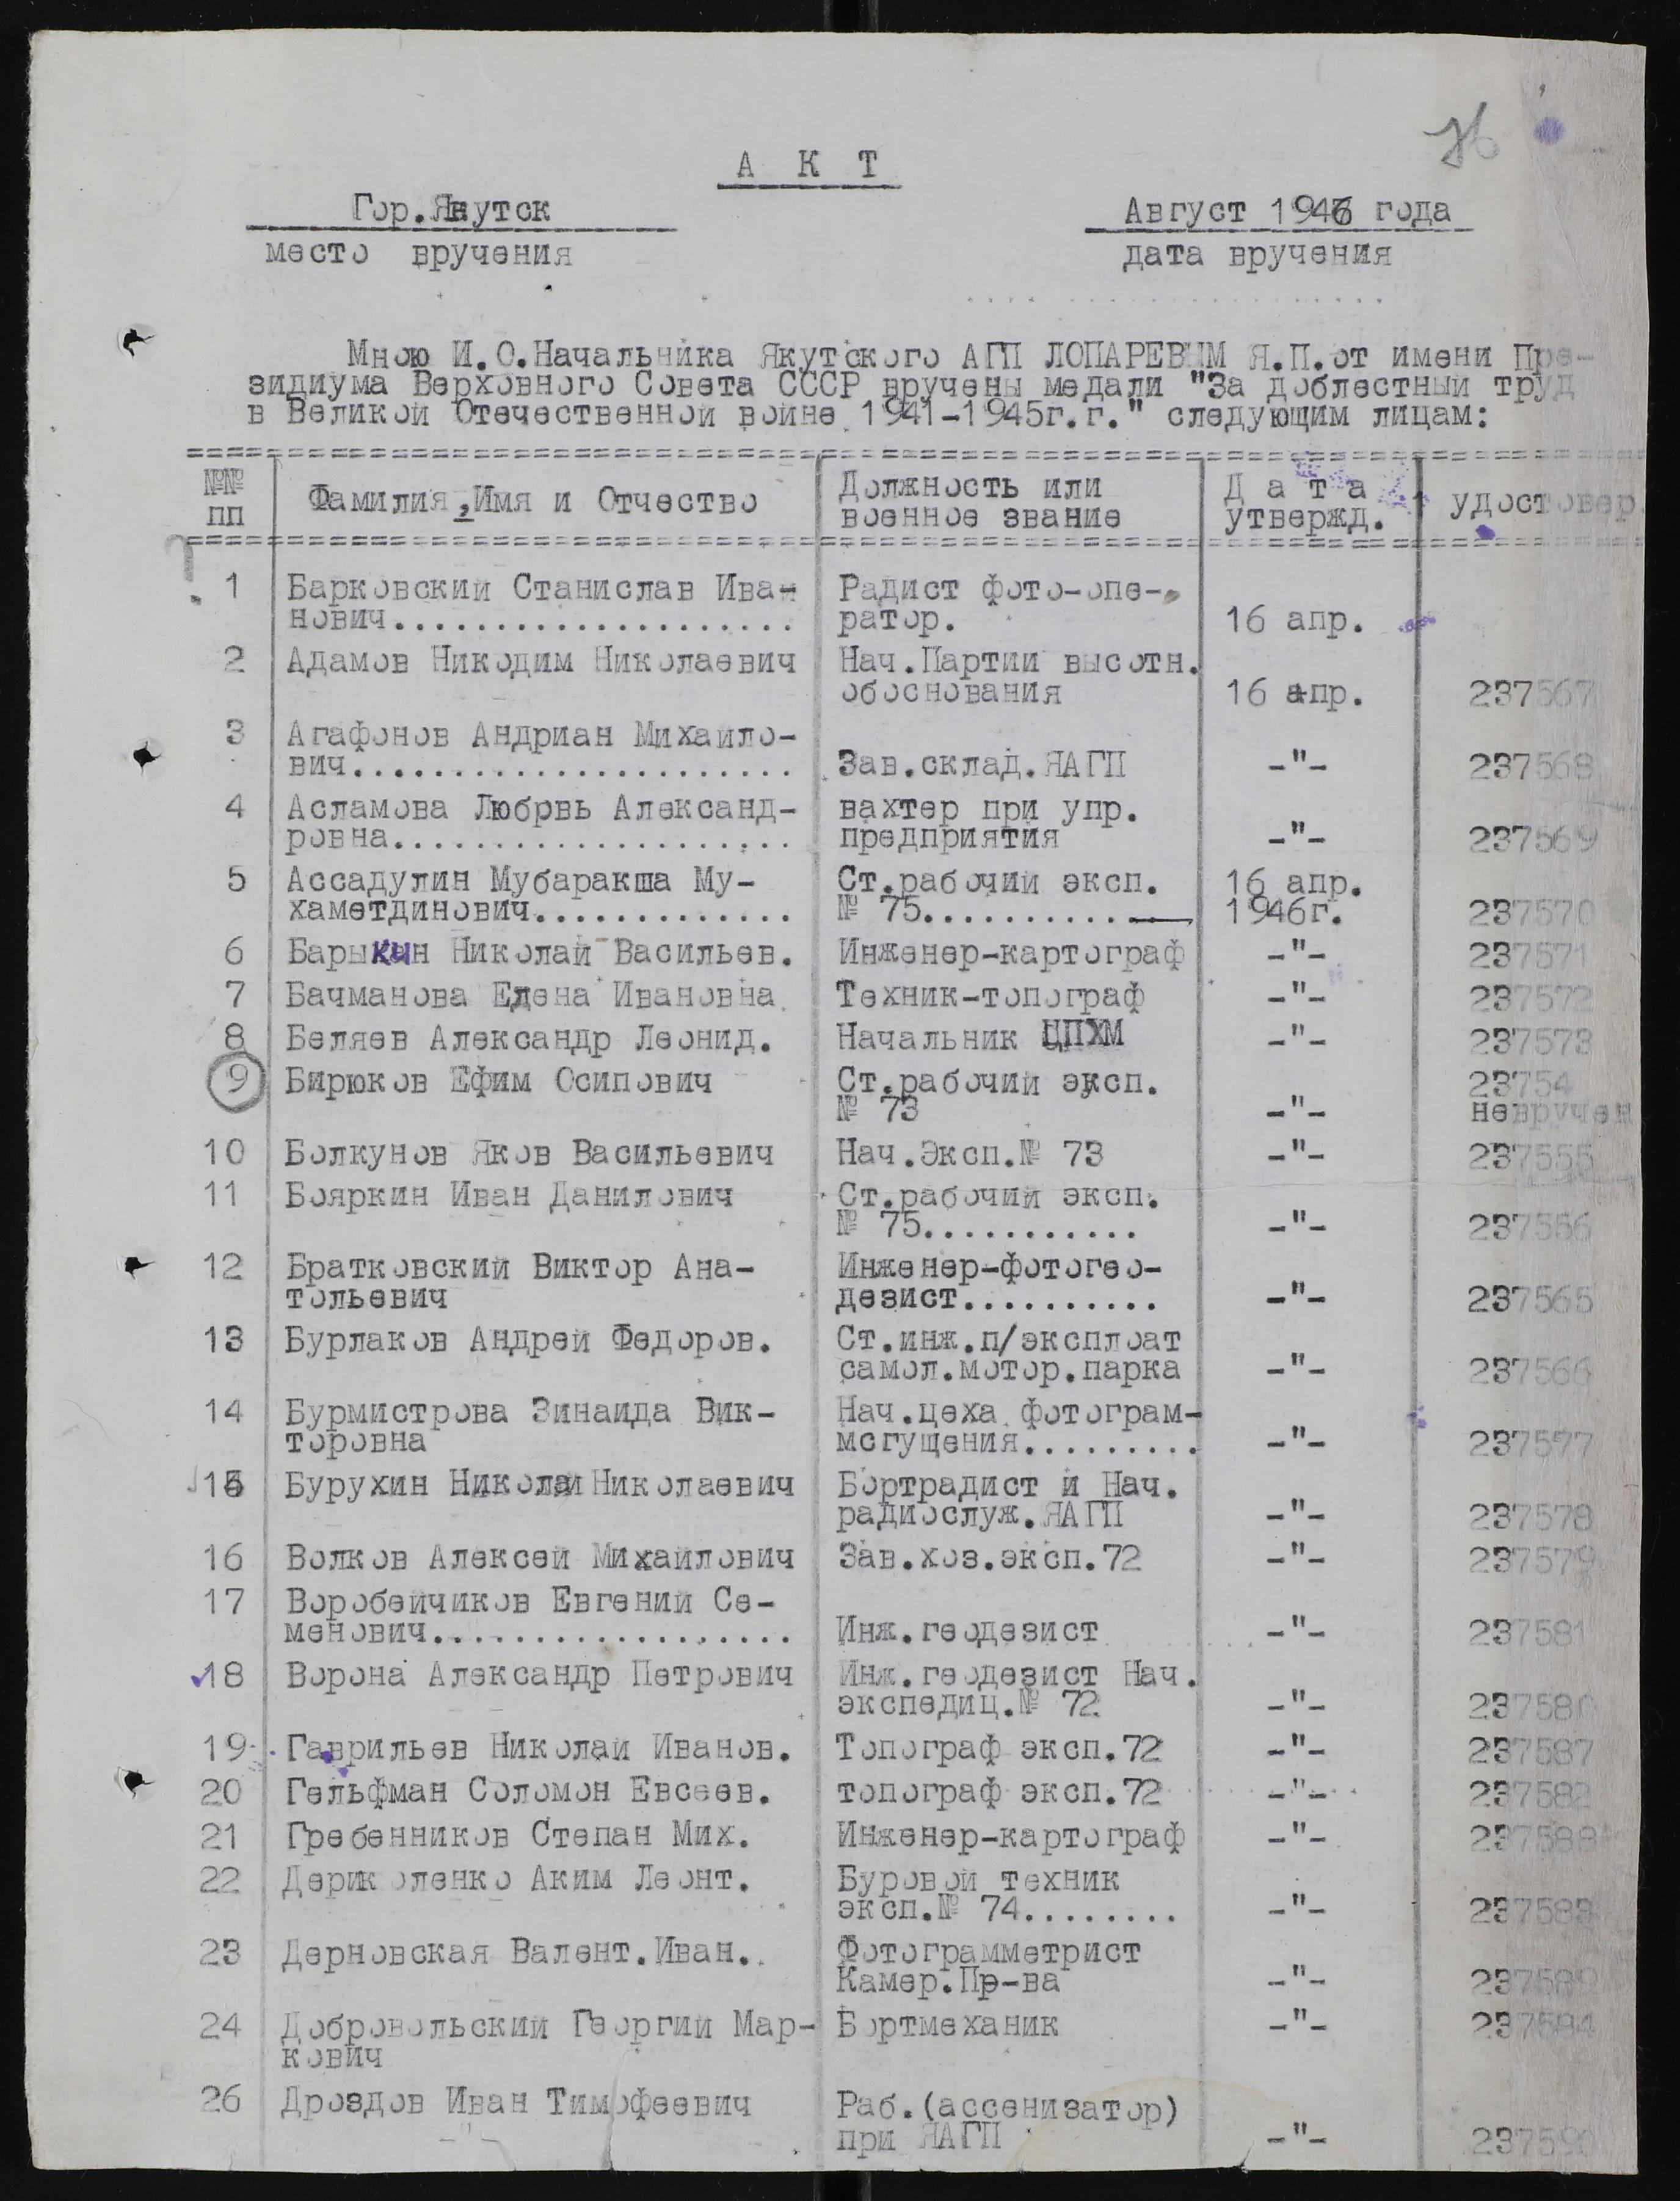 76
А К Т
Гор.Якутск Август 1946 года
место вручения дата вручения
Мною И.О.Начальника Якутского АГП ЛОПАРЕВЫМ Я.П.от имени Пре-
зидиума Верховного Совета СССР вручены медали "За доблестный труд
в Великой Отечественной войне 1941-1945г.г." следующим лицам:
№№ пп Фамилия,Имя и Отчество Должность или военное звание Д а т а утвержд. удостовер.
1 Барковский Станислав Иван Радист фото-опе-
нович.................... ратор. 16 апр.
2 Адамов Никодим Николаевич Нач.Партии высотн.
обоснования 16 апр. 237567
3 Агафонов Андриан Михайло-
вич...................... Зав.склад.ЯАГП -"- 237568
4 Асламова Любрвь Александ- вахтер при упр.
ровна.................... предприятия -"- 237569
5 Ассадулин Мубаракша Му- Ст.рабочий эксп. 16 апр.
хаметдинович............. № 75.......... 1946г. 237570
6 Барыкин Николай Васильев. Инженер-картограф -"- 237571
7 Бачманова Елена Ивановна Техник-топограф -"- 237572
8 Беляев Александр Леонид. Начальник ЦПХМ -"- 237573
9 Бирюков Ефим Осипович Ст.рабочий эксп. 23754
№ 73 -"- невручен
10 Болкунов Яков Васильевич Нач.Эксп.№ 73 -"- 237555
11 Бояркин Иван Данилович Ст.рабочий эксп.
№ 75........... -"- 237556
12 Братковский Виктор Ана- Инженер-фотогео-
тольевич дезист.......... -"- 237565
13 Бурлаков Андрей Федоров. Ст.инж.п/эксплоат
самол.мотор.парка -"- 237566
14 Бурмистрова Зинаида Вик- Нач.цеха фотограм-
торовна мсгущения......... -"- 237577
15 Бурухин Николай Николаевич Бортрадист и Нач.
радиослуж.ЯАГП -"- 237578
16 Волков Алексей Михайлович Зав.хоз.эксп.72 -"- 237579
17 Воробейчиков Евгений Се-
менович.................. Инж.геодезист -"- 237581
18 Ворона Александр Петрович Инж.геодезист Нач.
экспедиц.№ 72 -"- 237580
19 Гаврильев Николай Иванов. Топограф эксп.72 -"- 237587
20 Гельфман Соломон Евсеев. топограф эксп.72 -"- 237582
21 Гребенников Степан Мих. Инженер-картограф -"- 237588
22 Дериколенко Аким Леонт. Буровой техник
эксп.№ 74........ -"- 237583
23 Дерновская Валент.Иван. Фотограмметрист
Камер.Пр-ва -"- 237589
24 Добровольский Георгий Мар- Бортмеханик -"- 237584
кович
26 Дроздов Иван Тимофеевич Раб.(ассенизатор)
-"- при ЯАГП -"- 237590